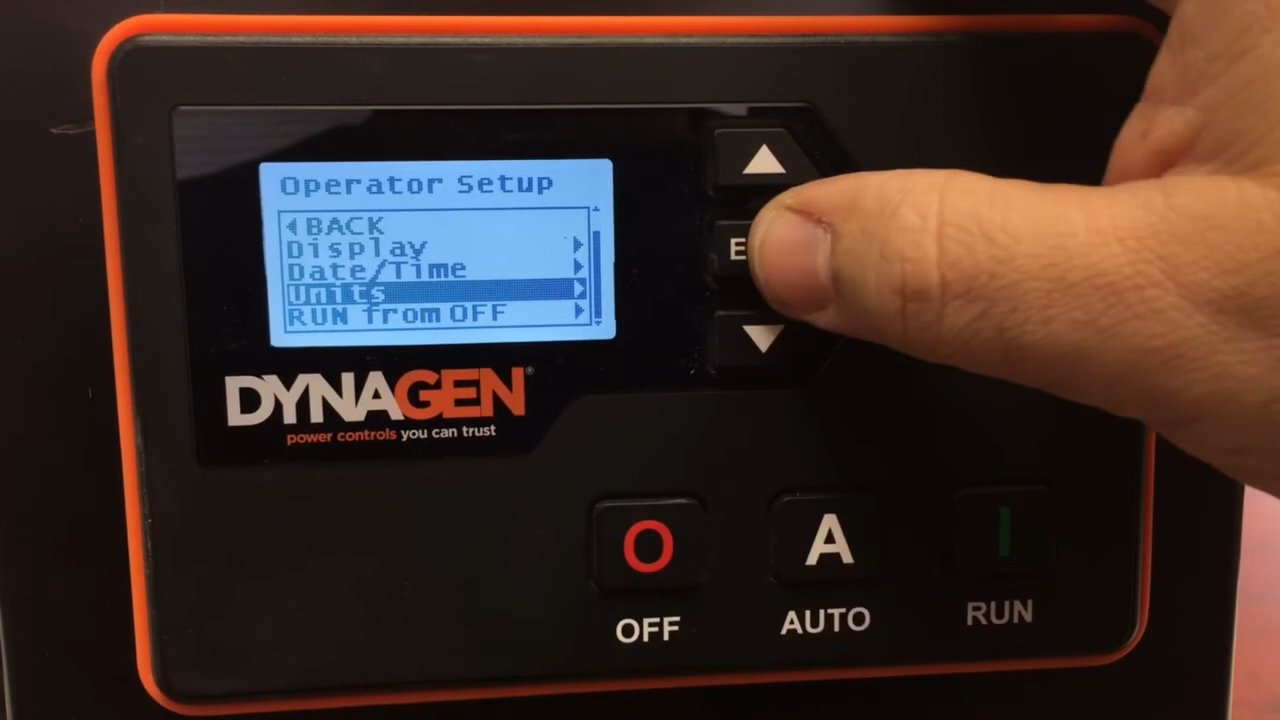 Operator Setup
BACK
Display
Date/Time
Units
RUN from OFF
DYNAGEN®
power controls you can trust
O
A
I
OFF
AUTO
RUN